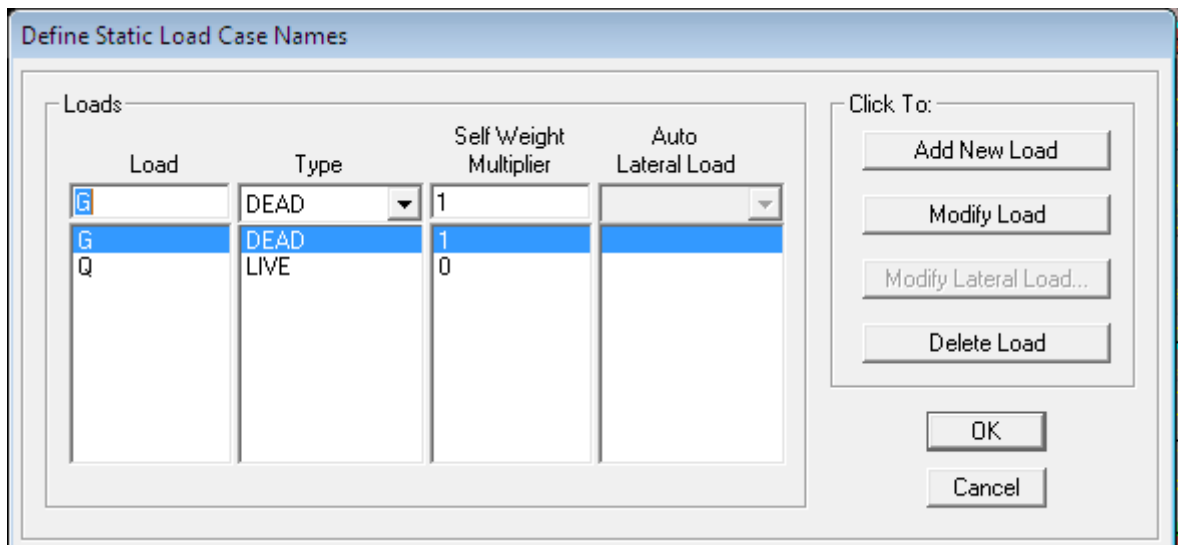 Define Static Load Case Names
Loads
Load Type Self Weight Multiplier Auto Lateral Load
G DEAD 1
G DEAD 1
Q LIVE 0
Click To:
Add New Load
Modify Load
Modify Lateral Load...
Delete Load
OK
Cancel